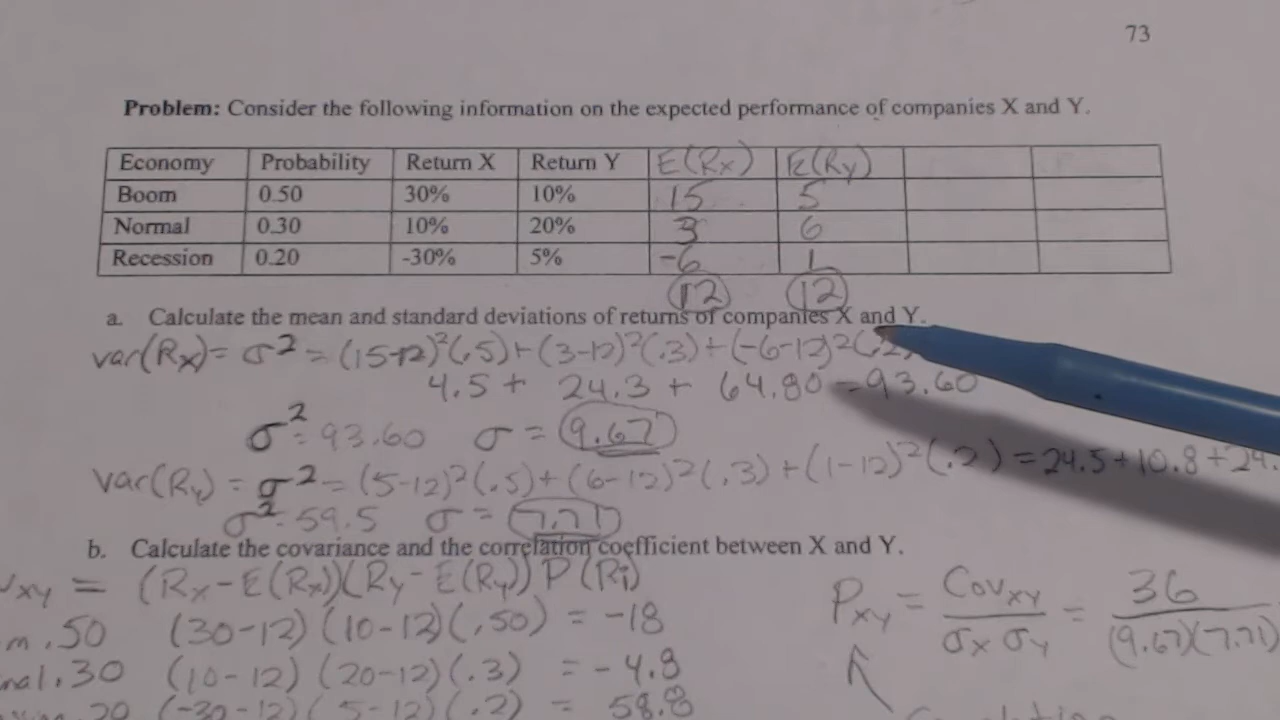 73
Problem: Consider the following information on the expected performance of companies X and Y.
Economy Probability Return X Return Y E(Rx) E(Ry)
Boom 0.50 30% 10% 15 5
Normal 0.30 10% 20% 3 6
Recession 0.20 -30% 5% -6 1
12 12
a. Calculate the mean and standard deviations of returns of companies X and Y.
var(Rx) = σ² = (15-12)²(.5) + (3-12)²(.3) + (-6-12)²(.2)
4.5 + 24.3 + 64.80 = 93.60
σ² = 93.60 σ = 9.67
var(Ry) = σ² = (5-12)²(.5) + (6-12)²(.3) + (1-12)²(.2) = 24.5 + 10.8 + 24.
σ² = 59.5 σ = 7.71
b. Calculate the covariance and the correlation coefficient between X and Y.
xy = (Rx - E(Rx))(Ry - E(Ry)) P(Ri)
m .50 (30-12) (10-12) (.50) = -18
nal .30 (10-12) (20-12) (.3) = -4.8
.20 (-30-12) (5-12) (.2) = 58.8
Pxy = Covxy / σx σy = 36 / (9.67)(7.71)